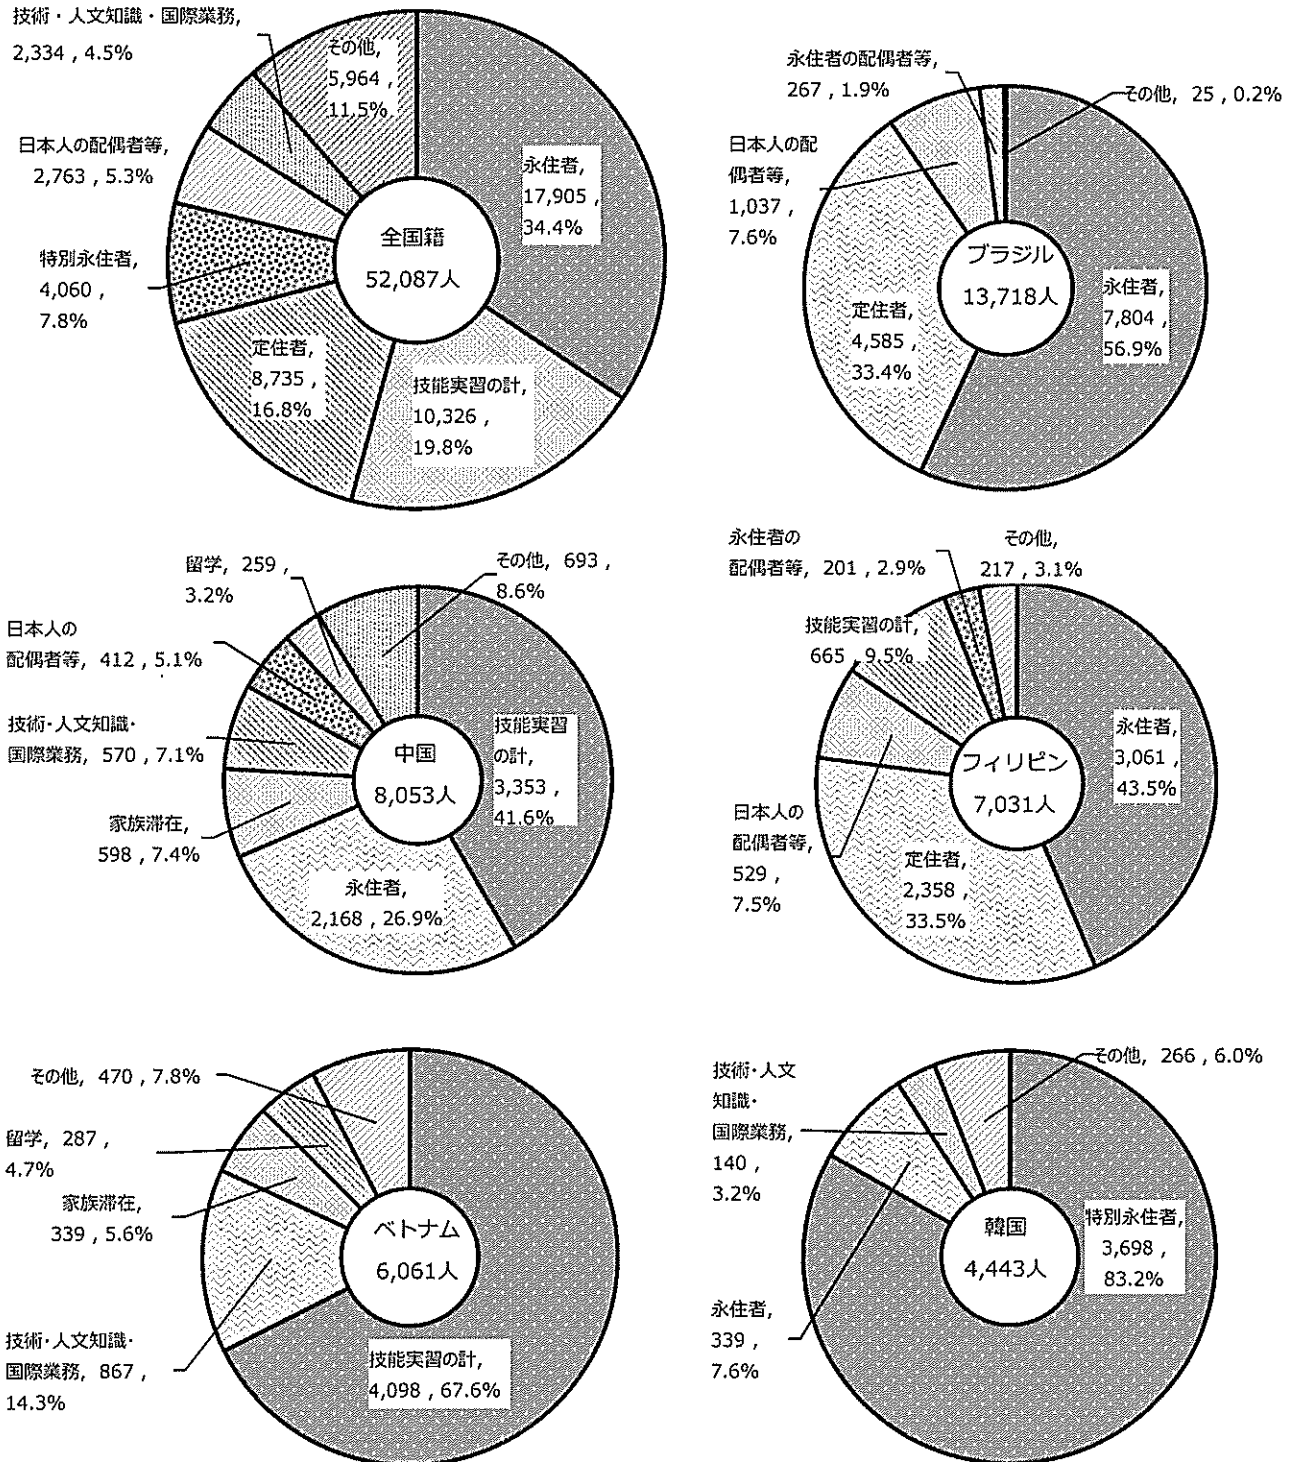 技術・人文知識・国際業務,
2,334 , 4.5%
その他,
5,964 ,
11.5%
日本人の配偶者等,
2,763 , 5.3%
特別永住者,
4,060 ,
7.8%
定住者,
8,735 ,
16.8%
技能実習の計,
10,326 ,
19.8%
永住者,
17,905 ,
34.4%
全国籍
52,087人
永住者の配偶者等,
267 , 1.9%
その他, 25 , 0.2%
日本人の配
偶者等,
1,037 ,
7.6%
定住者,
4,585 ,
33.4%
永住者,
7,804 ,
56.9%
ブラジル
13,718人
留学, 259 ,
3.2%
その他, 693 ,
8.6%
日本人の
配偶者等, 412 , 5.1%
技術・人文知識・
国際業務, 570 , 7.1%
家族滞在,
598 , 7.4%
永住者,
2,168 , 26.9%
技能実習
の計,
3,353 ,
41.6%
中国
8,053人
永住者の
配偶者等, 201 , 2.9%
その他,
217 , 3.1%
技能実習の計,
665 , 9.5%
日本人の
配偶者等,
529 ,
7.5%
定住者,
2,358 ,
33.5%
永住者,
3,061 ,
43.5%
フィリピン
7,031人
その他, 470 , 7.8%
留学, 287 ,
4.7%
家族滞在,
339 , 5.6%
技術・人文知識・
国際業務, 867 ,
14.3%
技能実習の計,
4,098 , 67.6%
ベトナム
6,061人
技術・人文
知識・
国際業務,
140 ,
3.2%
その他, 266 , 6.0%
永住者,
339 ,
7.6%
特別永住者,
3,698 ,
83.2%
韓国
4,443人